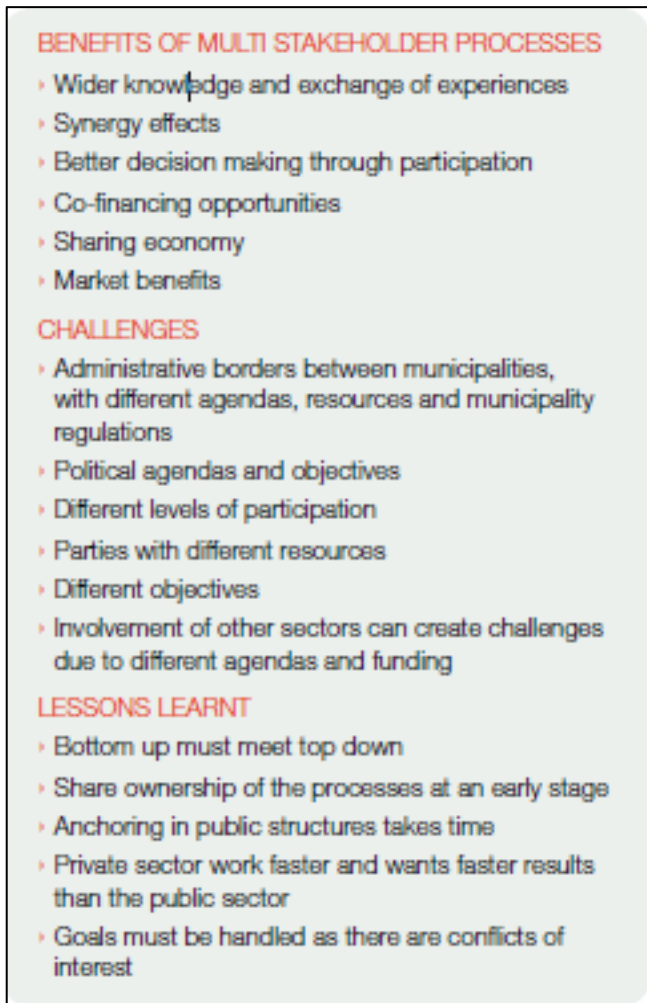 BENEFITS OF MULTI STAKEHOLDER PROCESSES
› Wider knowledge and exchange of experiences
› Synergy effects
› Better decision making through participation
› Co-financing opportunities
› Sharing economy
› Market benefits
CHALLENGES
› Administrative borders between municipalities,
with different agendas, resources and municipality
regulations
› Political agendas and objectives
› Different levels of participation
› Parties with different resources
› Different objectives
› Involvement of other sectors can create challenges
due to different agendas and funding
LESSONS LEARNT
› Bottom up must meet top down
› Share ownership of the processes at an early stage
› Anchoring in public structures takes time
› Private sector work faster and wants faster results
than the public sector
› Goals must be handled as there are conflicts of
interest